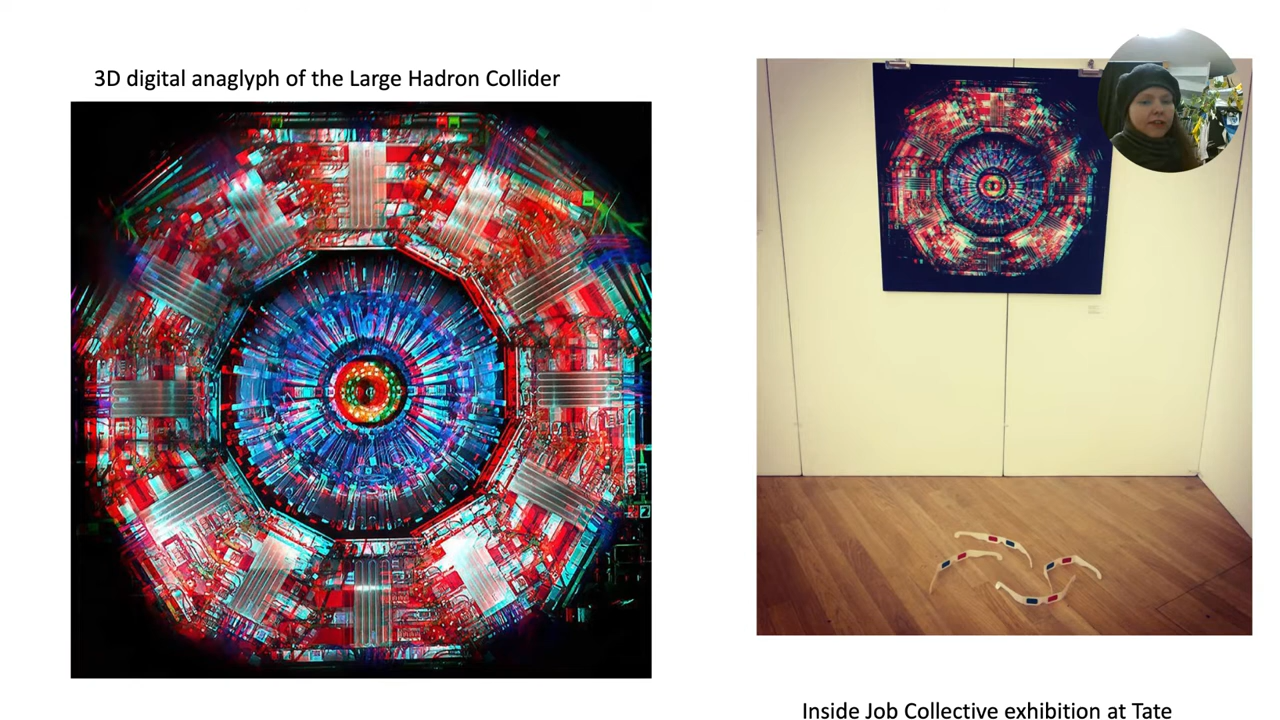 3D digital anaglyph of the Large Hadron Collider
Inside Job Collective exhibition at Tate